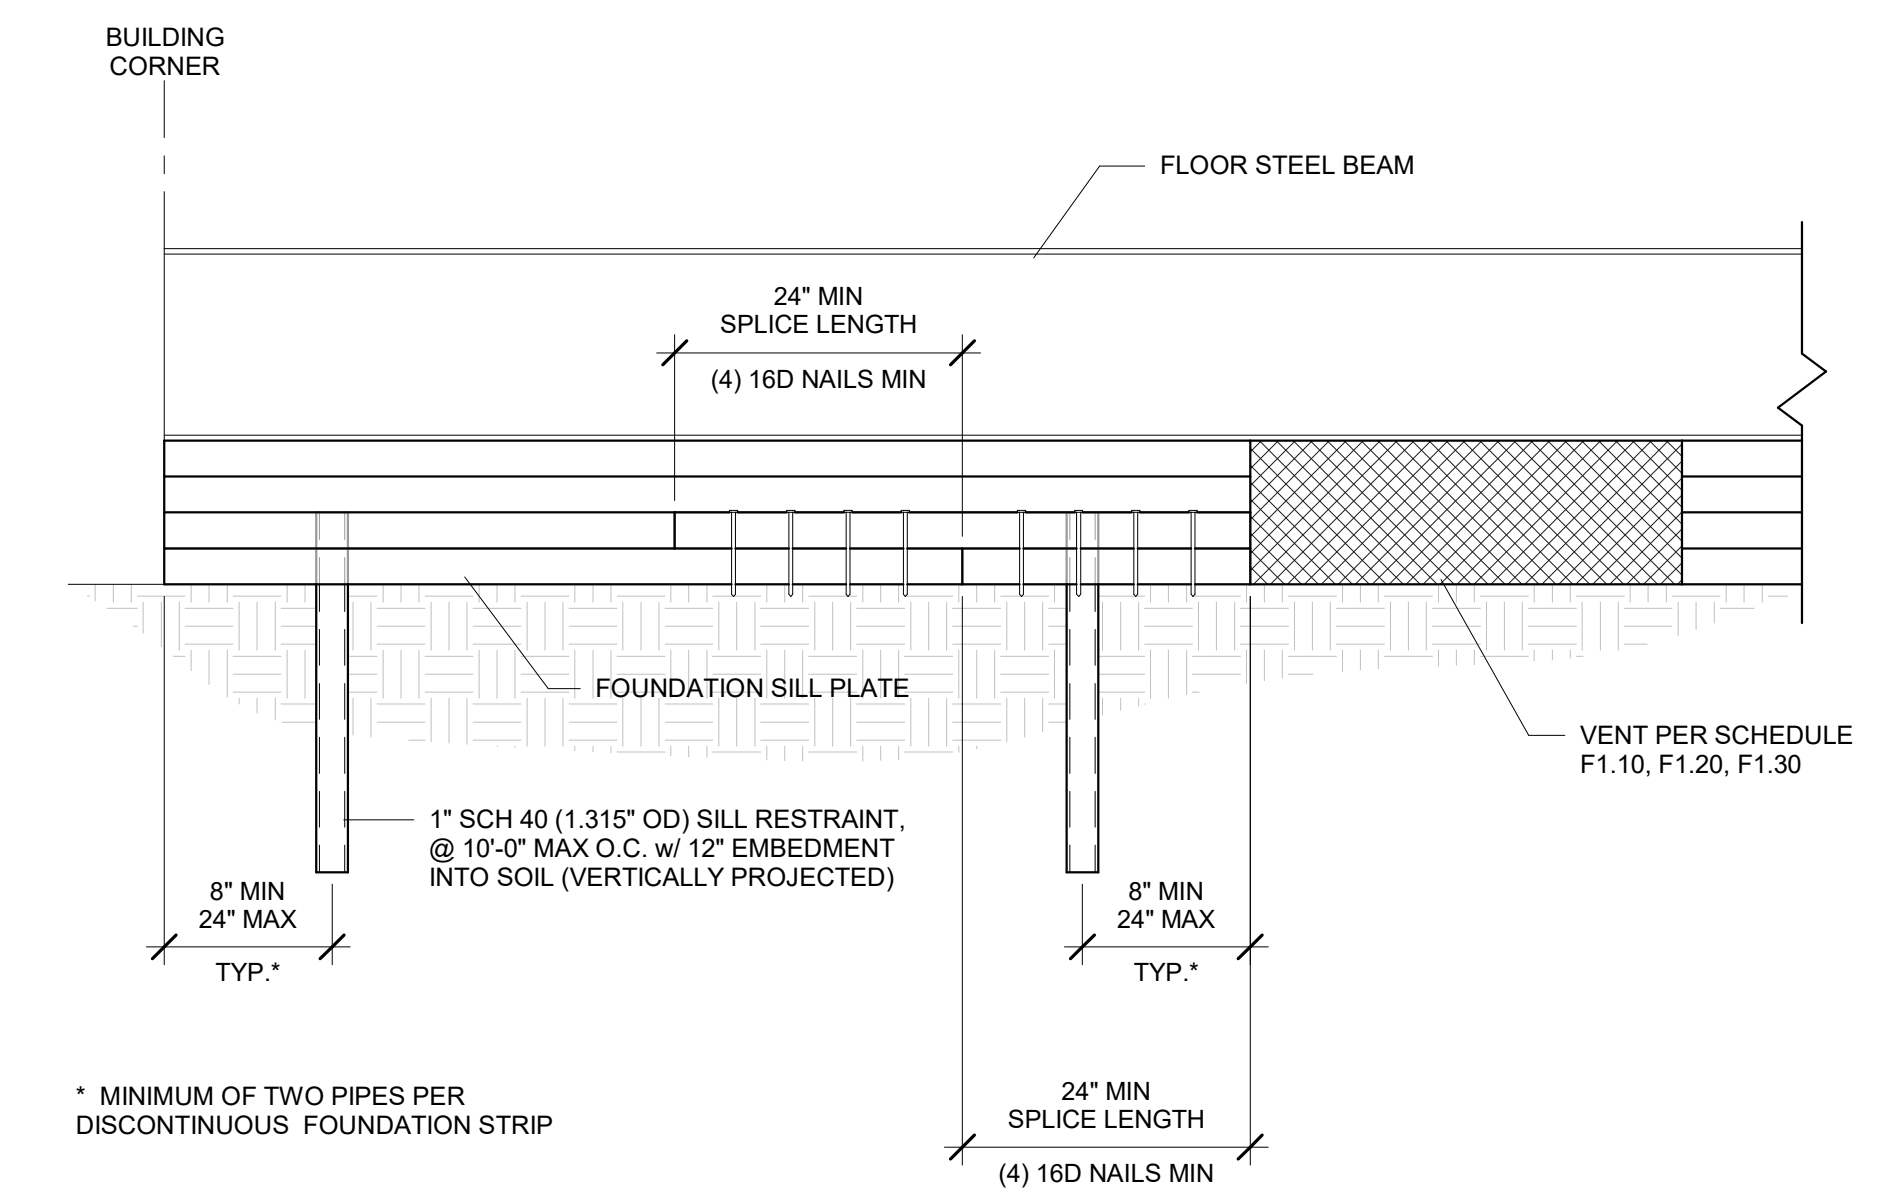 BUILDING
CORNER
FLOOR STEEL BEAM
24" MIN
SPLICE LENGTH
(4) 16D NAILS MIN
FOUNDATION SILL PLATE
VENT PER SCHEDULE
F1.10, F1.20, F1.30
1" SCH 40 (1.315" OD) SILL RESTRAINT,
@ 10'-0" MAX O.C. w/ 12" EMBEDMENT
INTO SOIL (VERTICALLY PROJECTED)
8" MIN
24" MAX
TYP.*
8" MIN
24" MAX
TYP.*
* MINIMUM OF TWO PIPES PER
DISCONTINUOUS FOUNDATION STRIP
24" MIN
SPLICE LENGTH
(4) 16D NAILS MIN